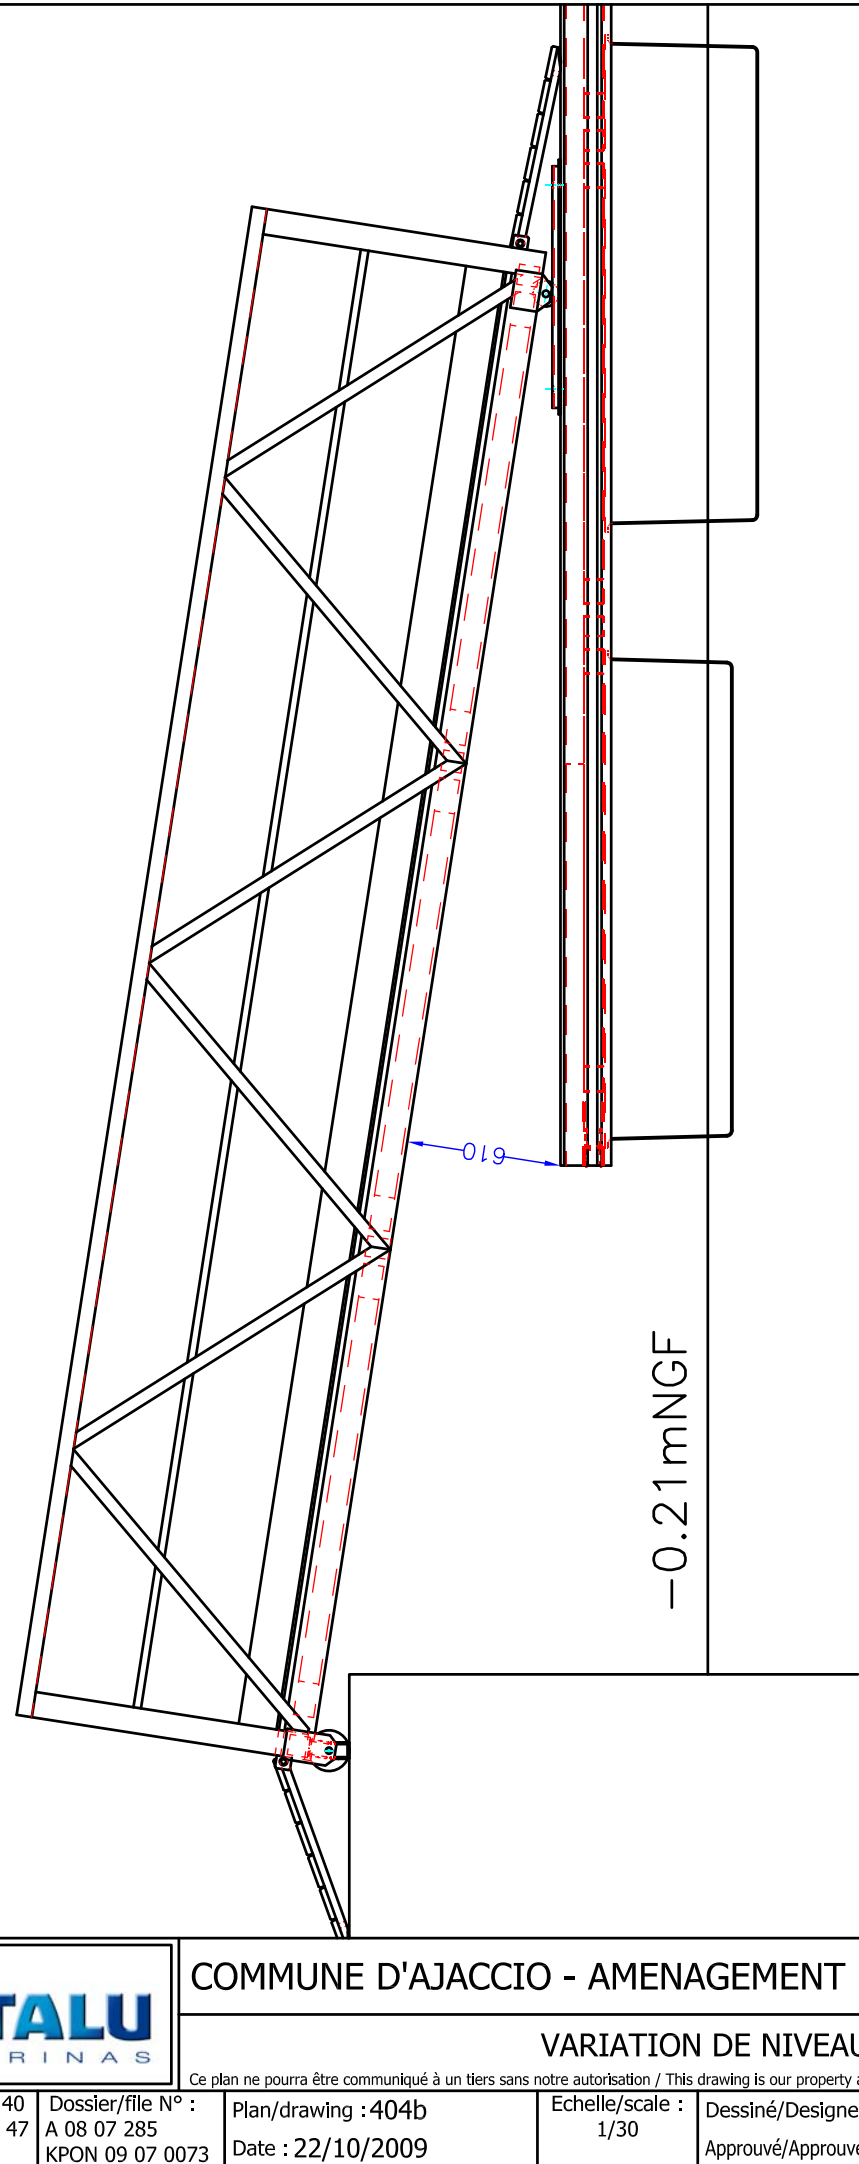 610
−0.21mNGF
TALU
RINAS
COMMUNE D'AJACCIO - AMENAGEMENT
VARIATION DE NIVEAU
Ce plan ne pourra être communiqué à un tiers sans notre autorisation / This drawing is our property
40
47
Dossier/file N° :
A 08 07 285
KPON 09 07 0073
Plan/drawing : 404b
Date : 22/10/2009
Echelle/scale :
1/30
Dessiné/Designe
Approuvé/Approuve